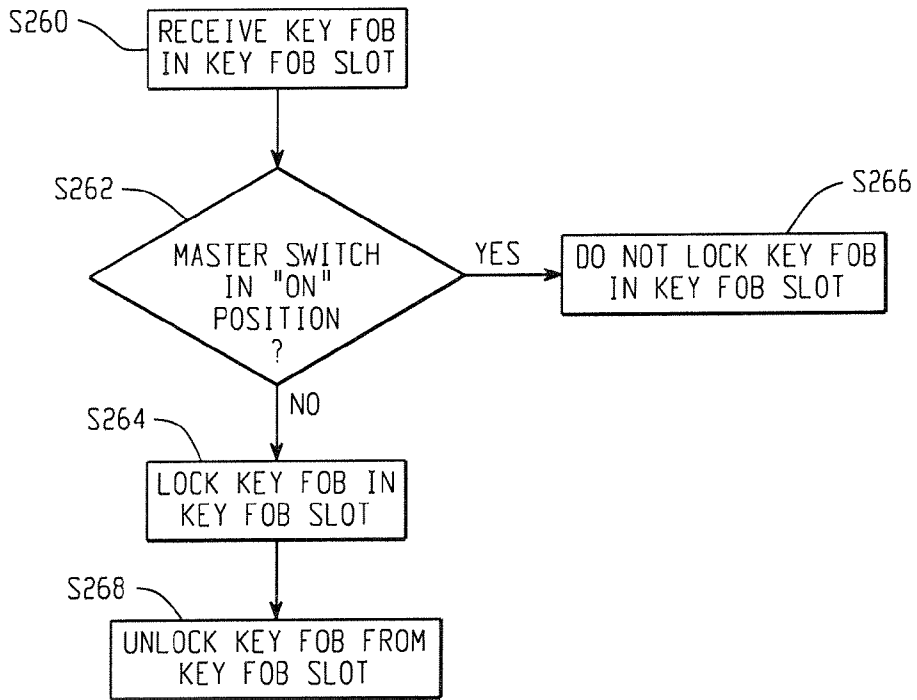 S260
RECEIVE KEY FOB
IN KEY FOB SLOT
S262
MASTER SWITCH
IN "ON"
POSITION
?
YES
S266
DO NOT LOCK KEY FOB
IN KEY FOB SLOT
NO
S264
LOCK KEY FOB IN
KEY FOB SLOT
S268
UNLOCK KEY FOB FROM
KEY FOB SLOT